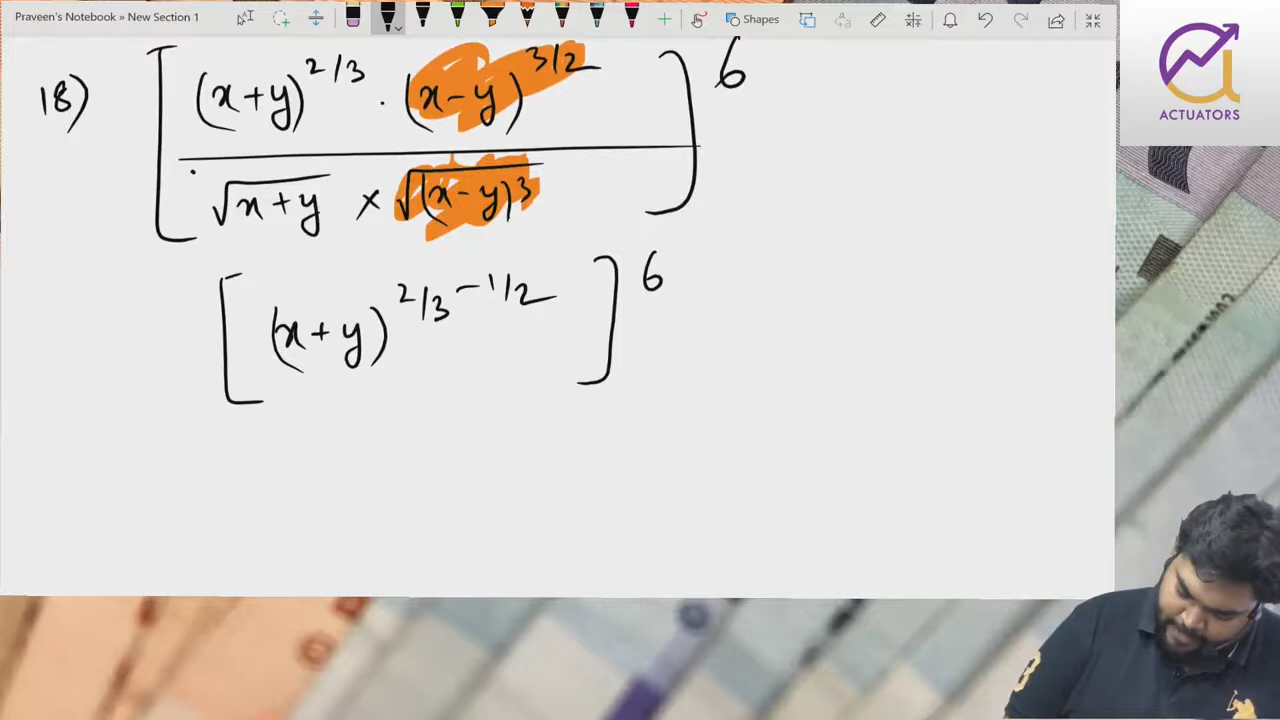 Praveen's Notebook » New Section 1
Shapes
ACTUATORS
18) [ (x+y)^2/3 . (x-y)^3/2 / √x+y × √(x-y)3 ]^6
[ (x+y)^2/3 - 1/2 ]^6